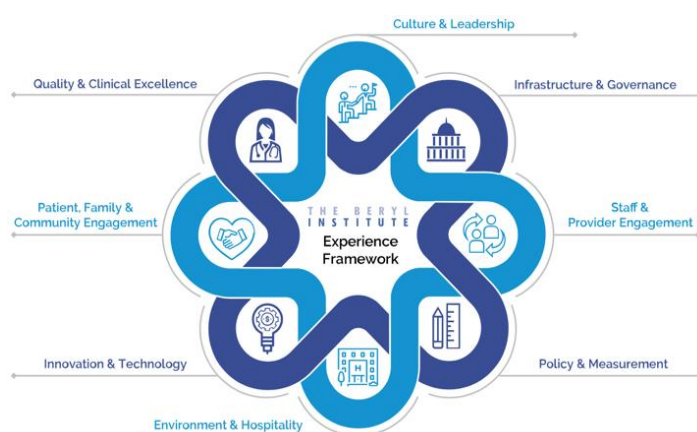 Culture & Leadership
Quality & Clinical Excellence
Infrastructure & Governance
Patient, Family &
Community Engagement
THE BERYL
INSTITUTE
Experience
Framework
Staff &
Provider Engagement
Innovation & Technology
$
H
Policy & Measurement
Environment & Hospitality